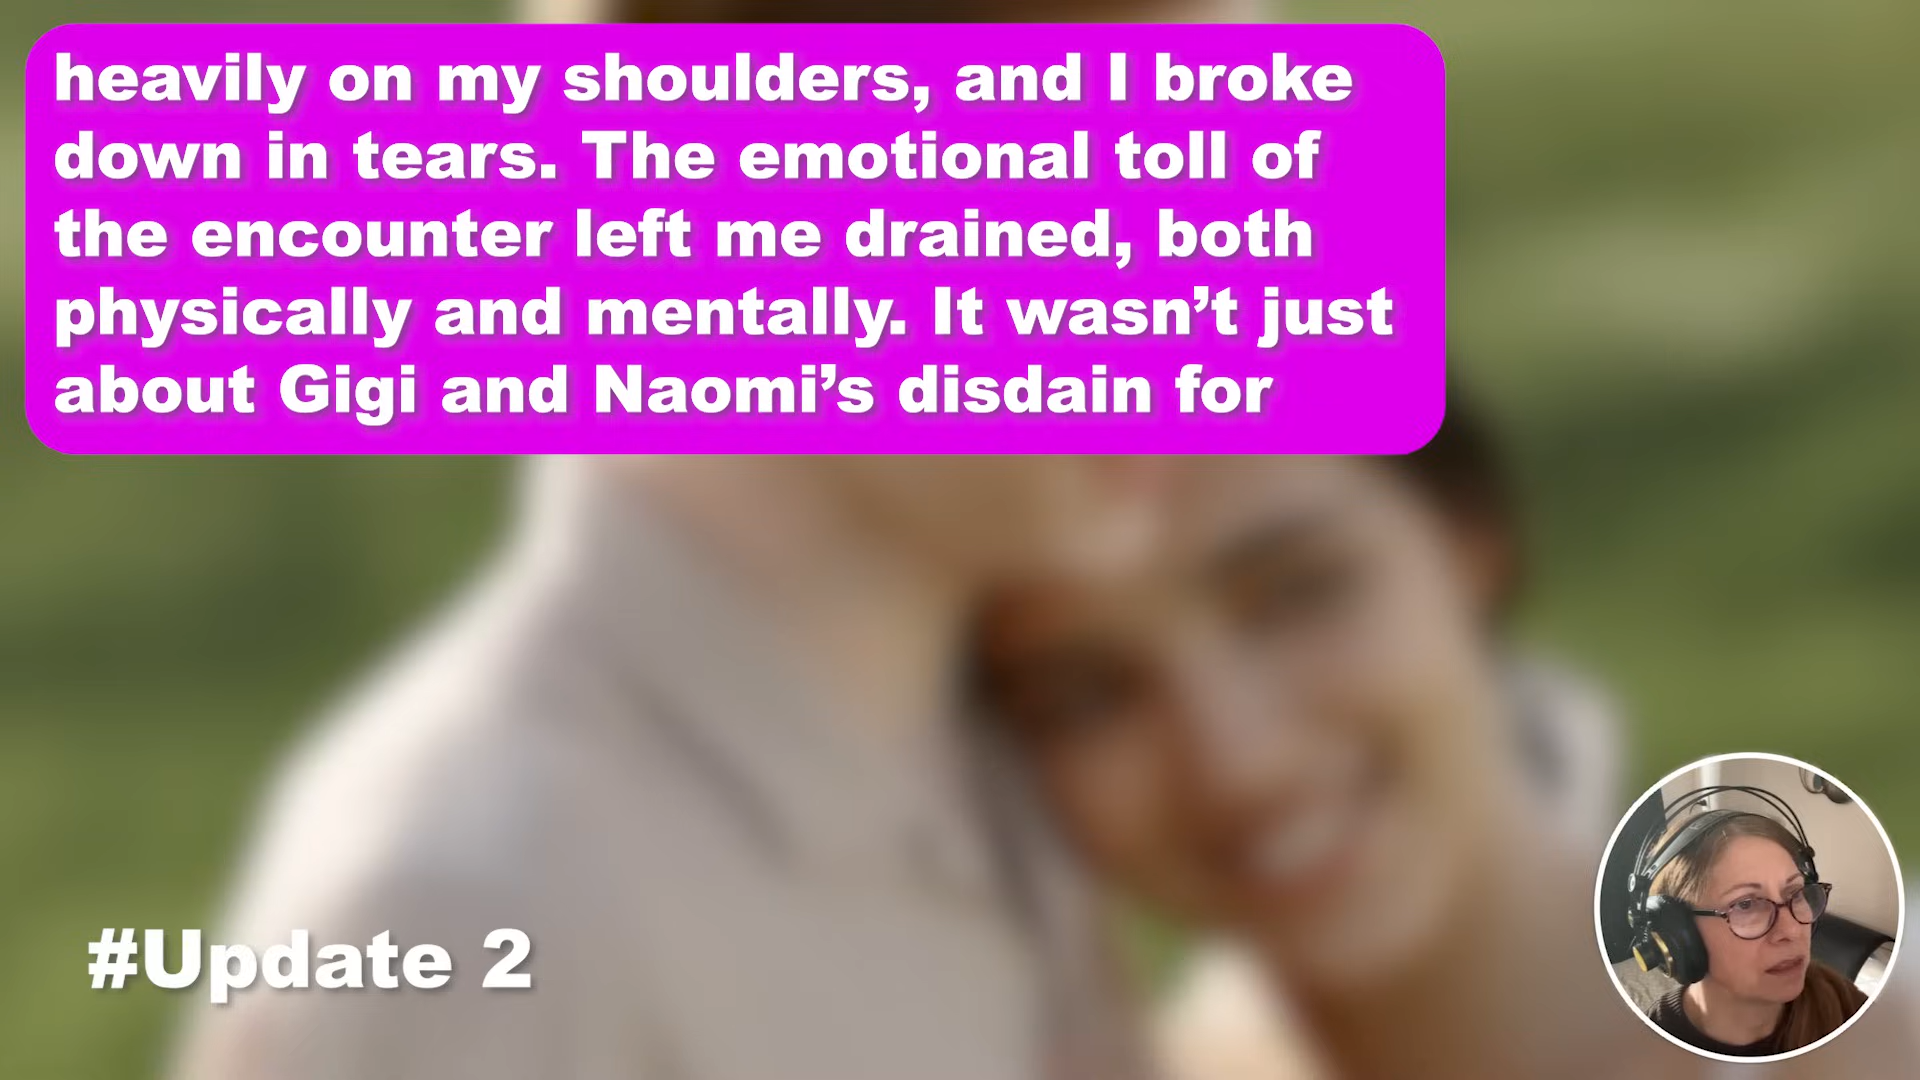 heavily on my shoulders, and I broke
down in tears. The emotional toll of
the encounter left me drained, both
physically and mentally. It wasn’t just
about Gigi and Naomi’s disdain for
#Update 2